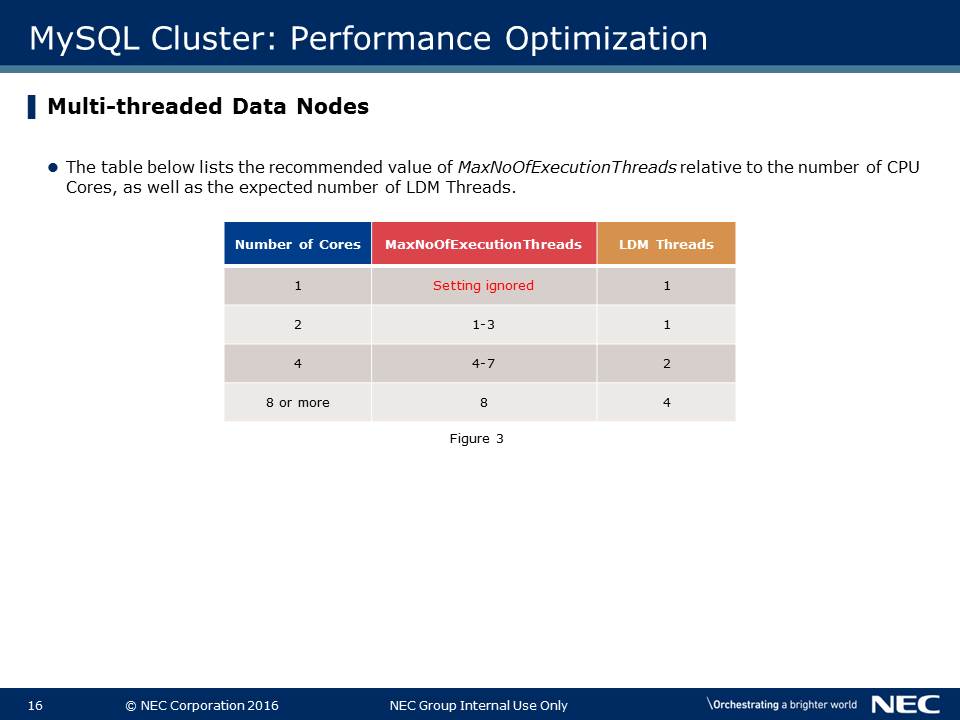 MySQL Cluster: Performance Optimization
Multi-threaded Data Nodes
The table below lists the recommended value of MaxNoOfExecutionThreads relative to the number of CPU
Cores, as well as the expected number of LDM Threads.
Number of Cores MaxNoOfExecutionThreads LDM Threads
1 Setting ignored 1
2 1-3 1
4 4-7 2
8 or more 8 4
Figure 3
16 © NEC Corporation 2016 NEC Group Internal Use Only \Orchestrating a brighter world NEC